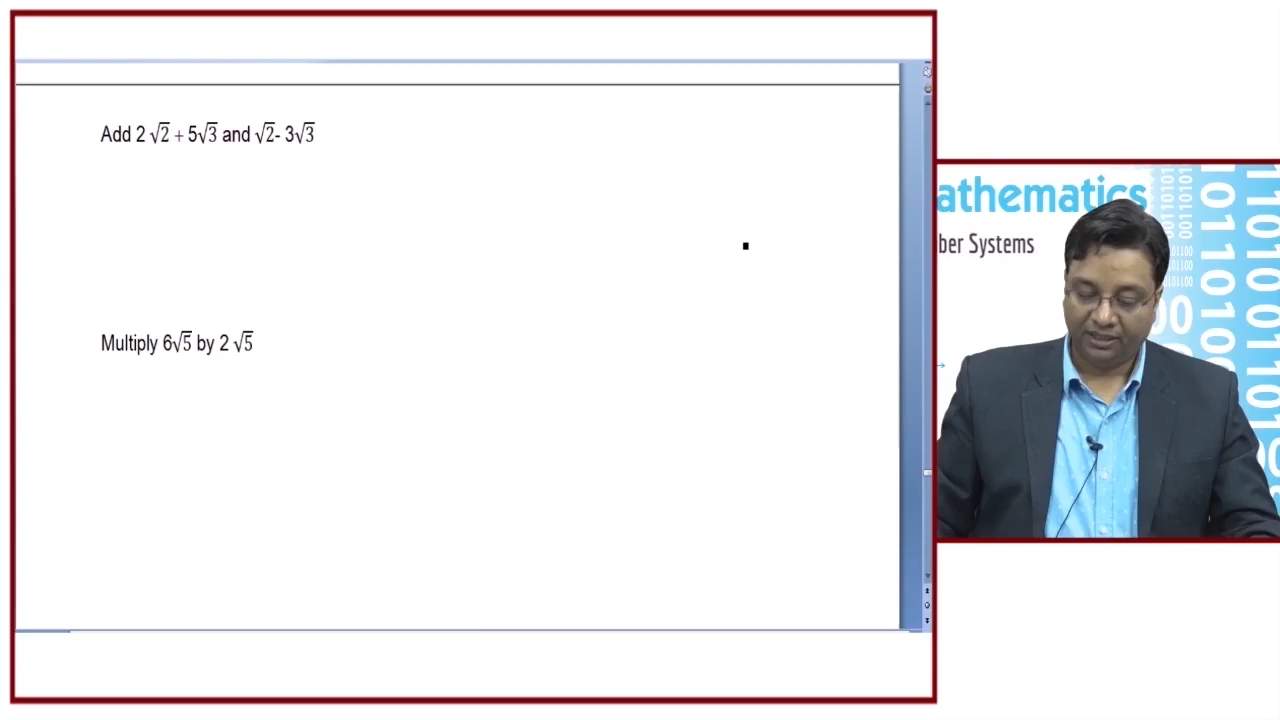 Add 2 √2 + 5√3 and √2- 3√3
Multiply 6√5 by 2 √5
athematics
ber Systems